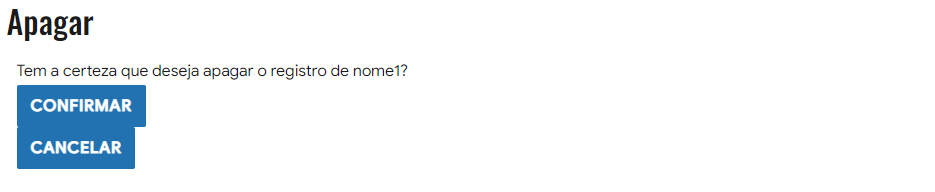 Apagar
Tem a certeza que deseja apagar o registro de nome1?
CONFIRMAR
CANCELAR